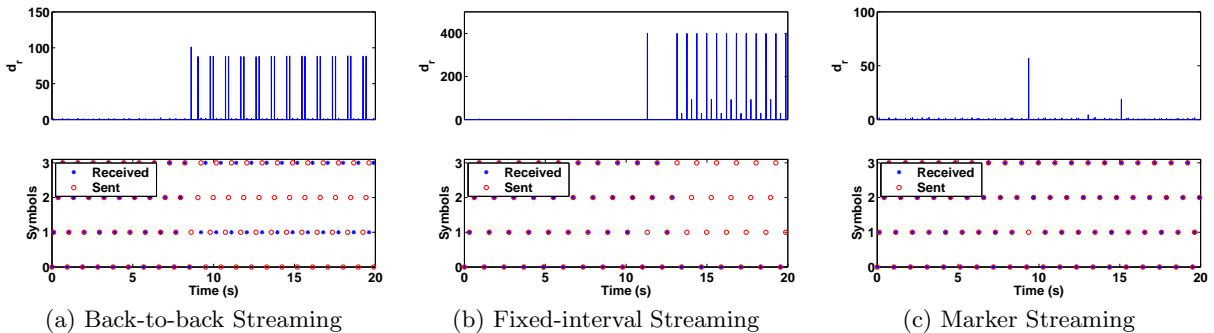 150
100
50
0
d_r
400
200
0
d_r
100
50
0
d_r
3
2
1
0
Symbols
Received
Sent
0 5 10 15 20
Time (s)
3
2
1
0
Symbols
Received
Sent
0 5 10 15 20
Time (s)
3
2
1
0
Symbols
Received
Sent
0 5 10 15 20
Time (s)
(a) Back-to-back Streaming
(b) Fixed-interval Streaming
(c) Marker Streaming